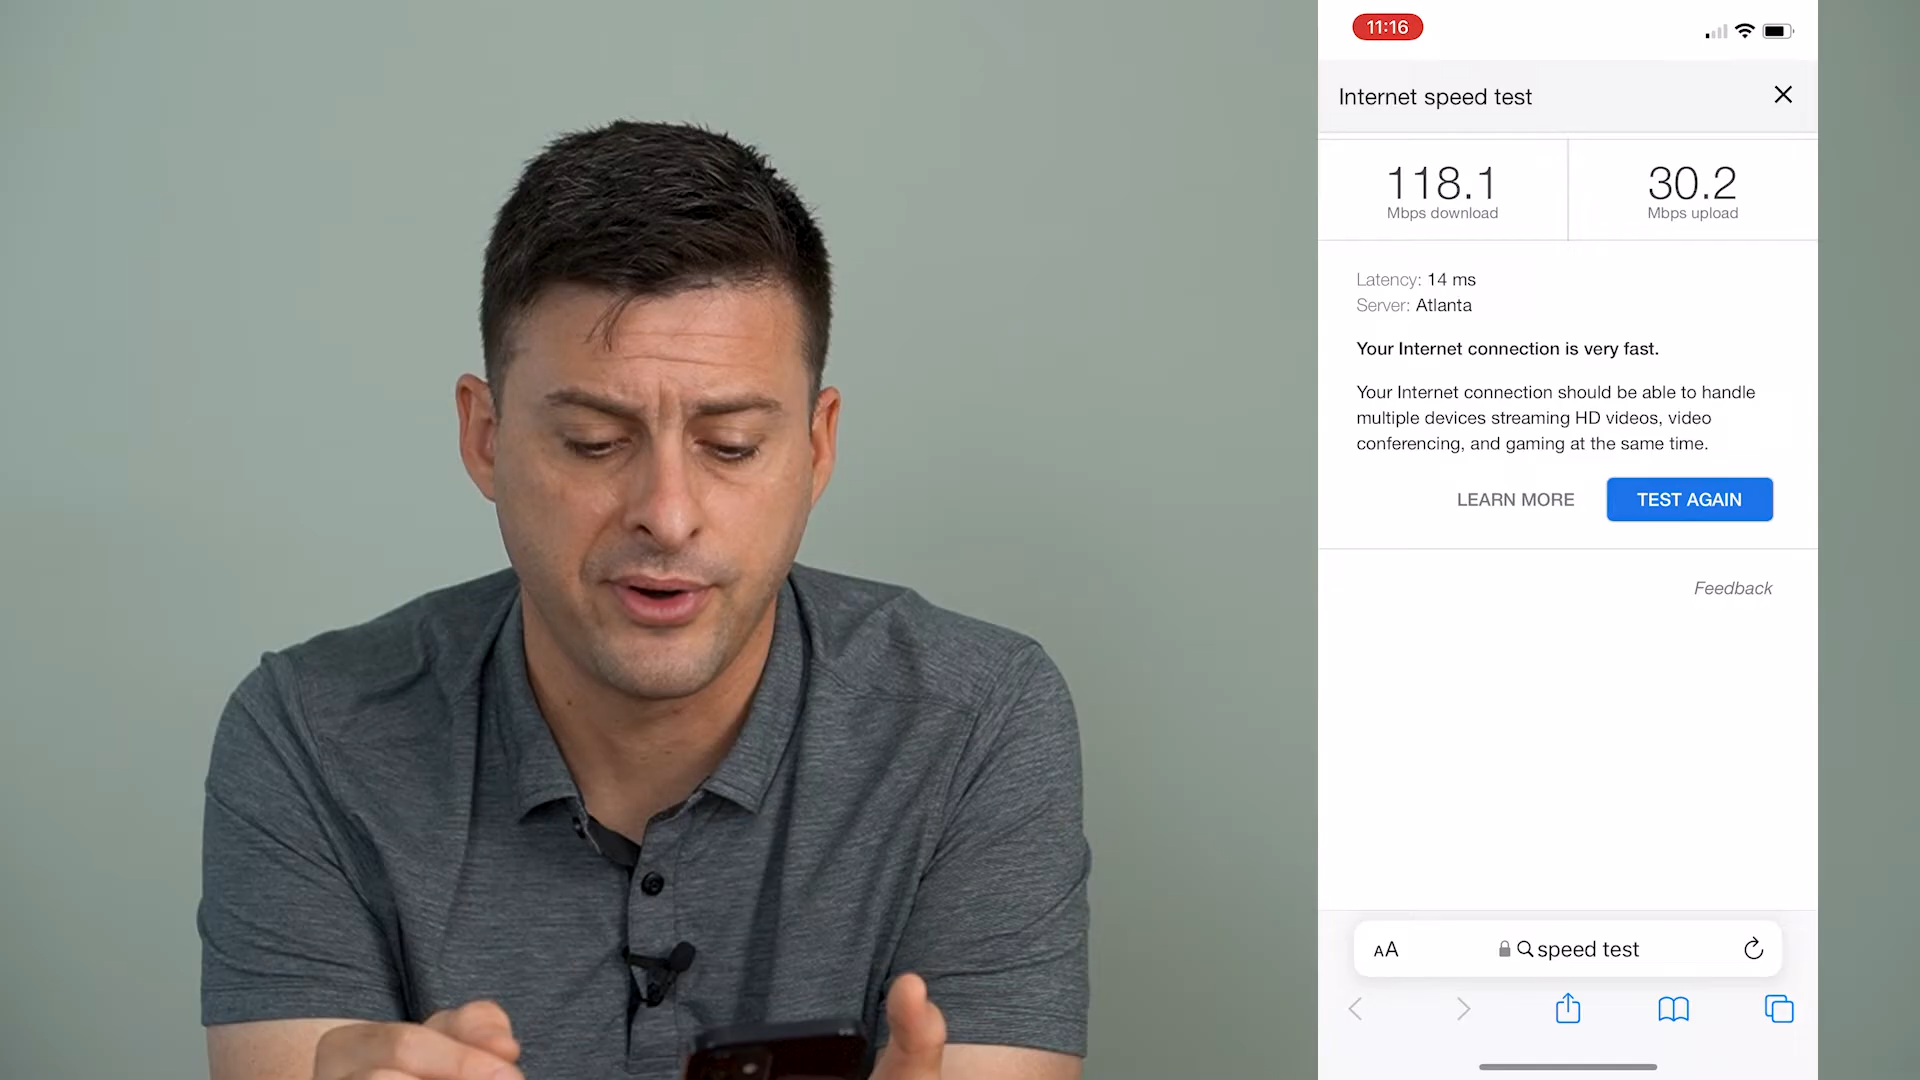 11:16
Internet speed test
118.1
Mbps download
30.2
Mbps upload
Latency: 14 ms
Server: Atlanta
Your Internet connection is very fast.
Your Internet connection should be able to handle
multiple devices streaming HD videos, video
conferencing, and gaming at the same time.
LEARN MORE
TEST AGAIN
Feedback
AA
speed test